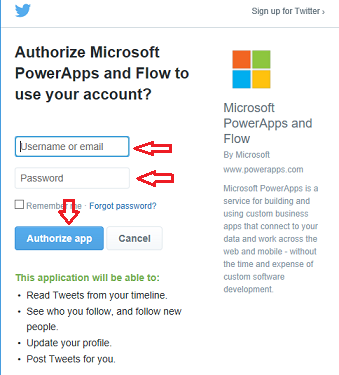 Sign up for Twitter ›
Authorize Microsoft
PowerApps and Flow to
use your account?
Username or email
Password
Remember me · Forgot password?
Authorize app
Cancel
This application will be able to:
• Read Tweets from your timeline.
• See who you follow, and follow new
people.
• Update your profile.
• Post Tweets for you.
Microsoft
PowerApps and
Flow
By Microsoft
www.powerapps.com
Microsoft PowerApps is a
service for building and
using custom business
apps that connect to your
data and work across the
web and mobile - without
the time and expense of
custom software
development.